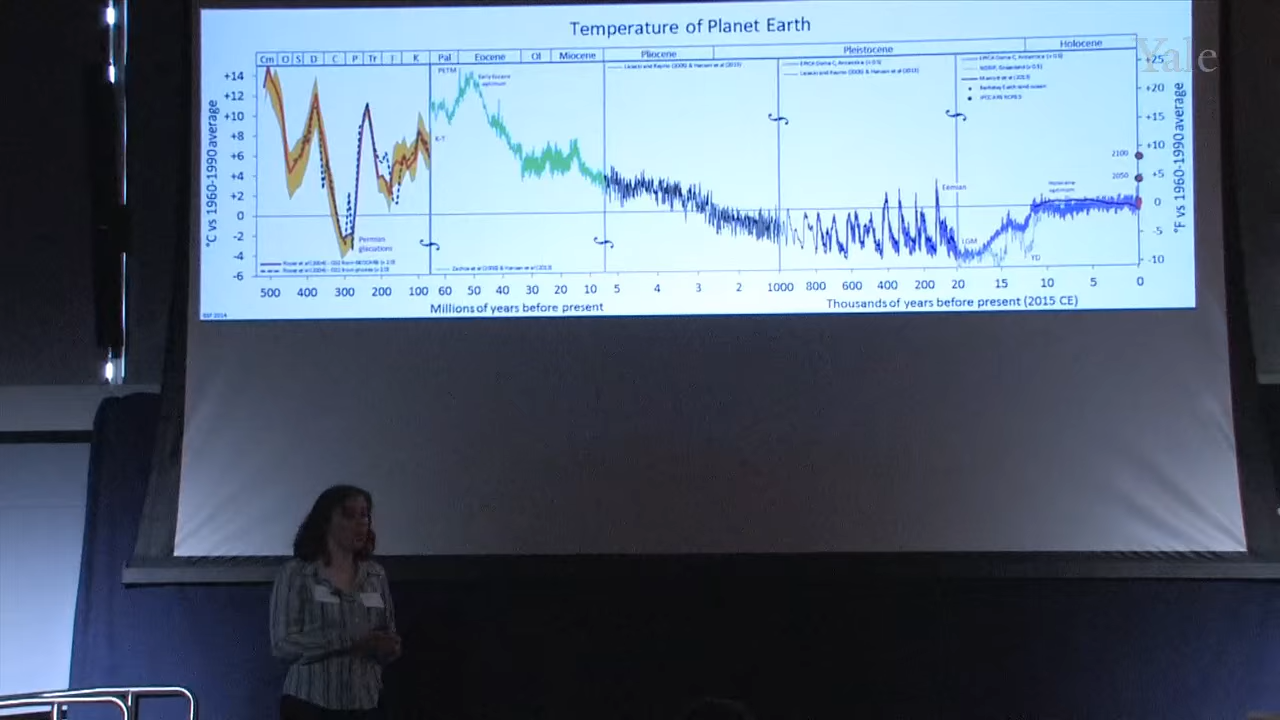 Temperature of Planet Earth
Yale
Cm O S D C P Tr J K Pal Eocene Ol Miocene Pliocene Pleistocene Holocene
°C vs 1960-1990 average
+14
+12
+10
+8
+6
+4
+2
0
-2
-4
-6
PETM
Early Eocene
optimum
K-T
Permian
glaciations
Eemian
LGM
YD
Holocene
optimum
2100
2050
+25
+20
+15
+10
+5
0
-5
-10
°F vs 1960-1990 average
500 400 300 200 100 60 50 40 30 20 10 5 4 3 2 1000 800 600 400 200 20 15 10 5 0
Millions of years before present
Thousands of years before present (2015 CE)